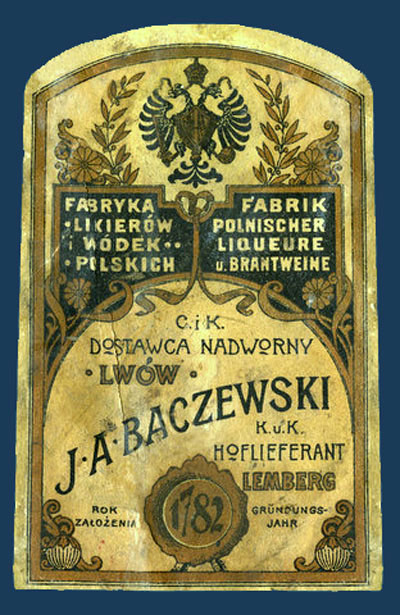 FABRYKA
·LIKIERÓW
i WÓDEK··
·POLSKICH
FABRIK
POLNISCHER
LIQUEURE
u. BRANTWEINE
C. i K.
DOSTAWCA NADWORNY
·LWÓW·
J·A·BACZEWSKI
K. u. K.
HOFLIEFERANT
LEMBERG
ROK
ZAŁOŻENIA
1782
GRÜNDUNGS-
JAHR